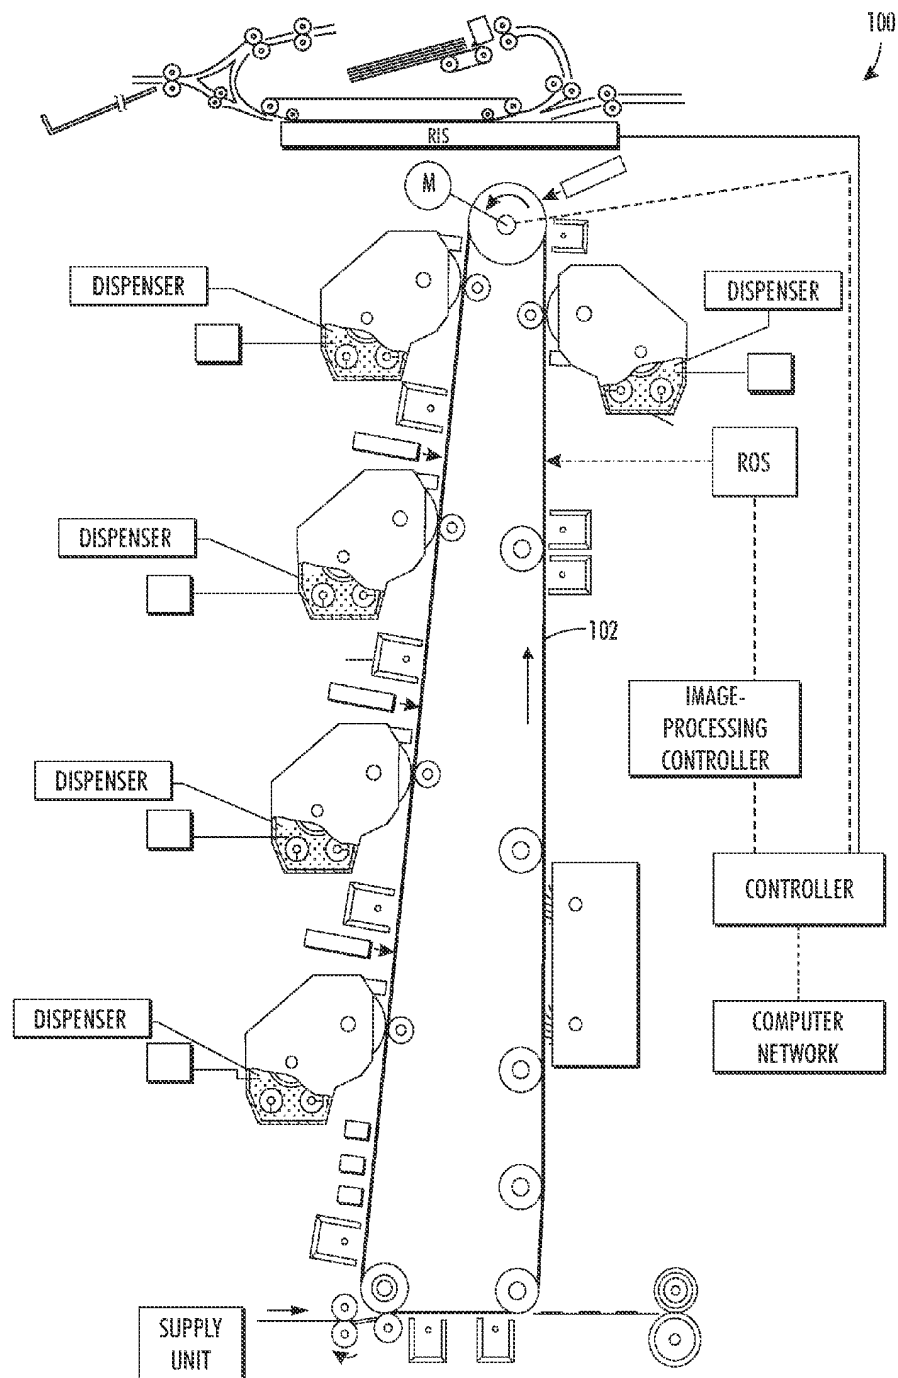 100
RIS
M
DISPENSER
DISPENSER
ROS
DISPENSER
102
IMAGE-
PROCESSING
CONTROLLER
DISPENSER
CONTROLLER
DISPENSER
COMPUTER
NETWORK
SUPPLY
UNIT